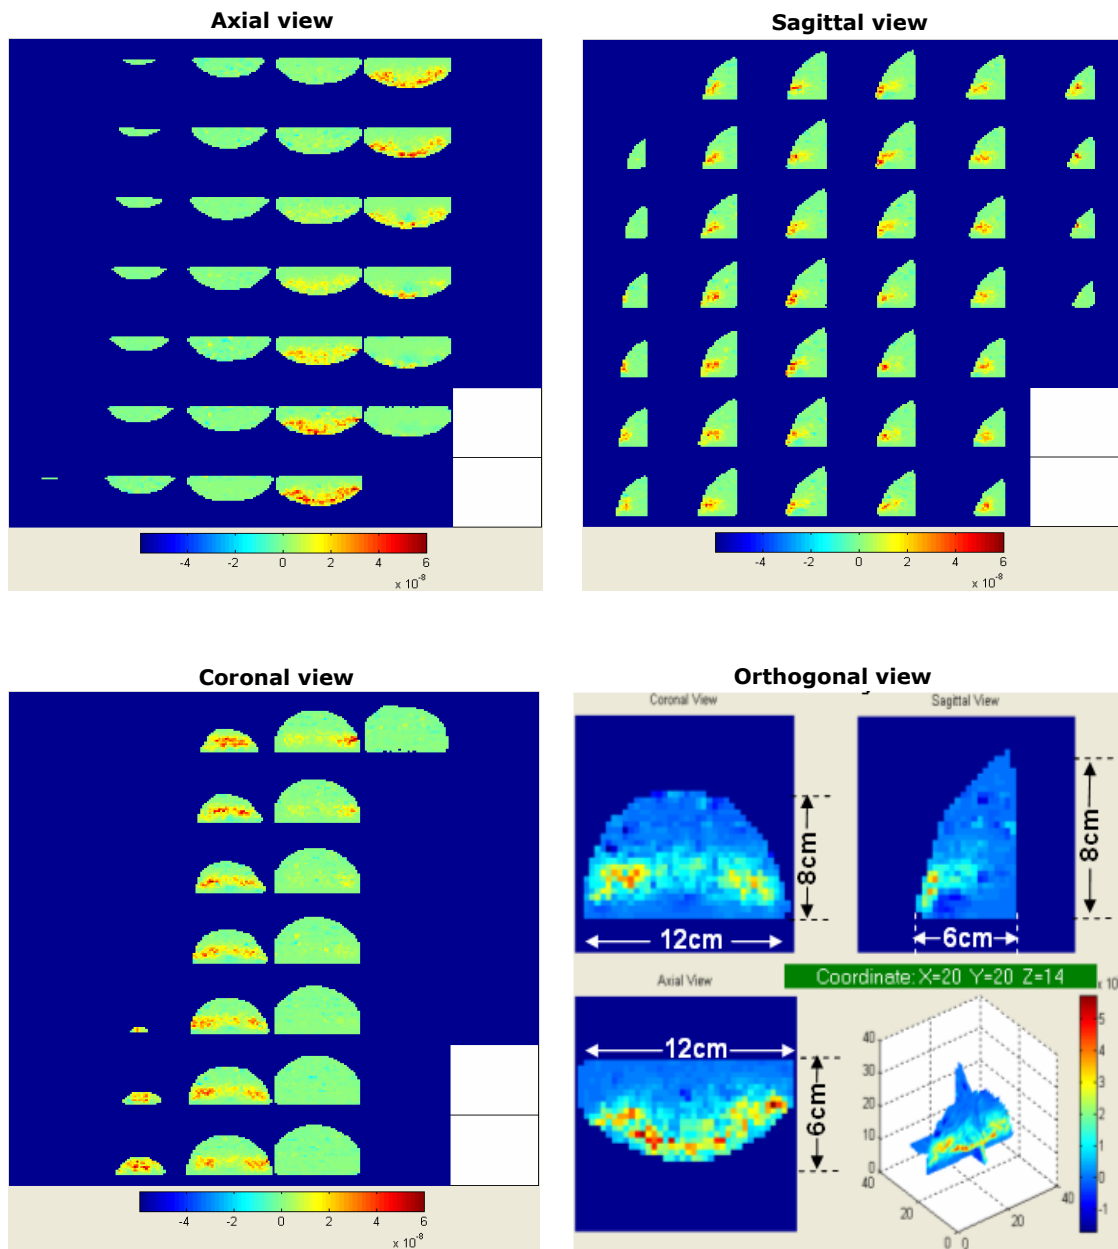 Axial view
Sagittal view
-4 -2 0 2 4 6
x 10⁻⁸
-4 -2 0 2 4 6
x 10⁻⁸
Coronal view
Orthogonal view
Coronal View
Sagittal View
8cm
8cm
12cm
6cm
Coordinate: X=20 Y=20 Z=14
Axial View
x 10
12cm
6cm
5
4
3
2
1
0
-1
40
30
20
10
0
40
20
0
0
20
40
-4 -2 0 2 4 6
x 10⁻⁸